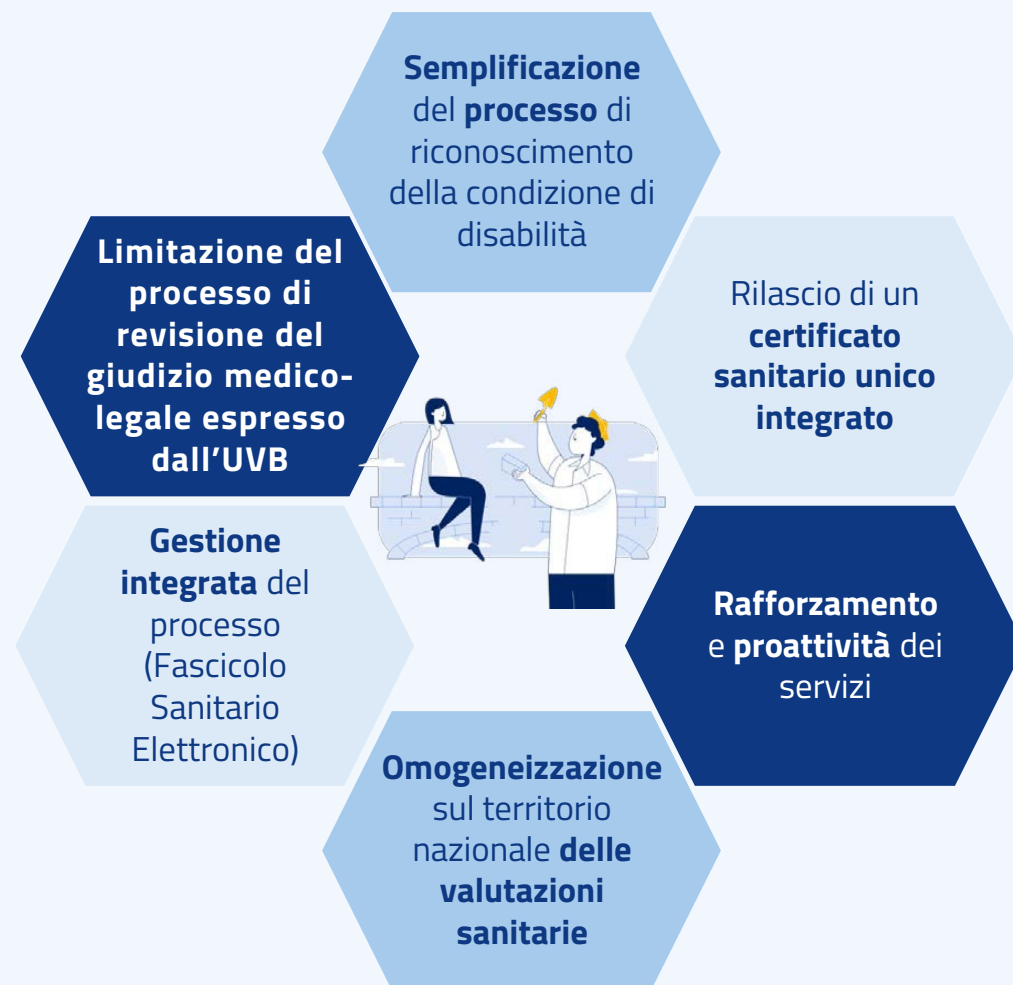 Semplificazione
del processo di
riconoscimento
della condizione di
disabilità
Limitazione del
processo di
revisione del
giudizio medico-
legale espresso
dall'UVB
Rilascio di un
certificato
sanitario unico
integrato
Gestione
integrata del
processo
(Fascicolo
Sanitario
Elettronico)
Rafforzamento
e proattività dei
servizi
Omogeneizzazione
sul territorio
nazionale delle
valutazioni
sanitarie